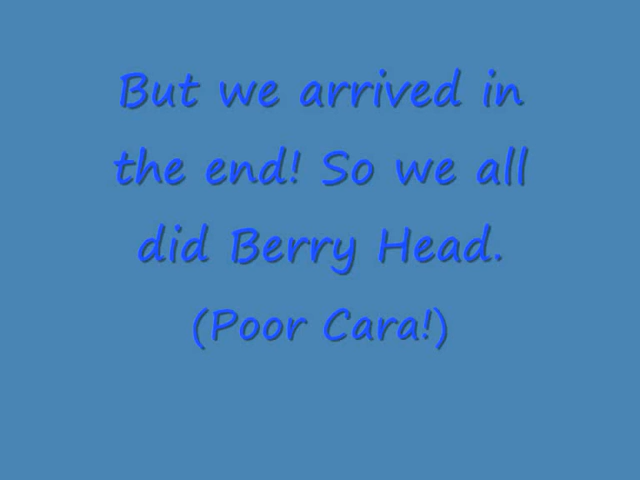 But we arrived in
the end! So we all
did Berry Head.
(Poor Cara!)